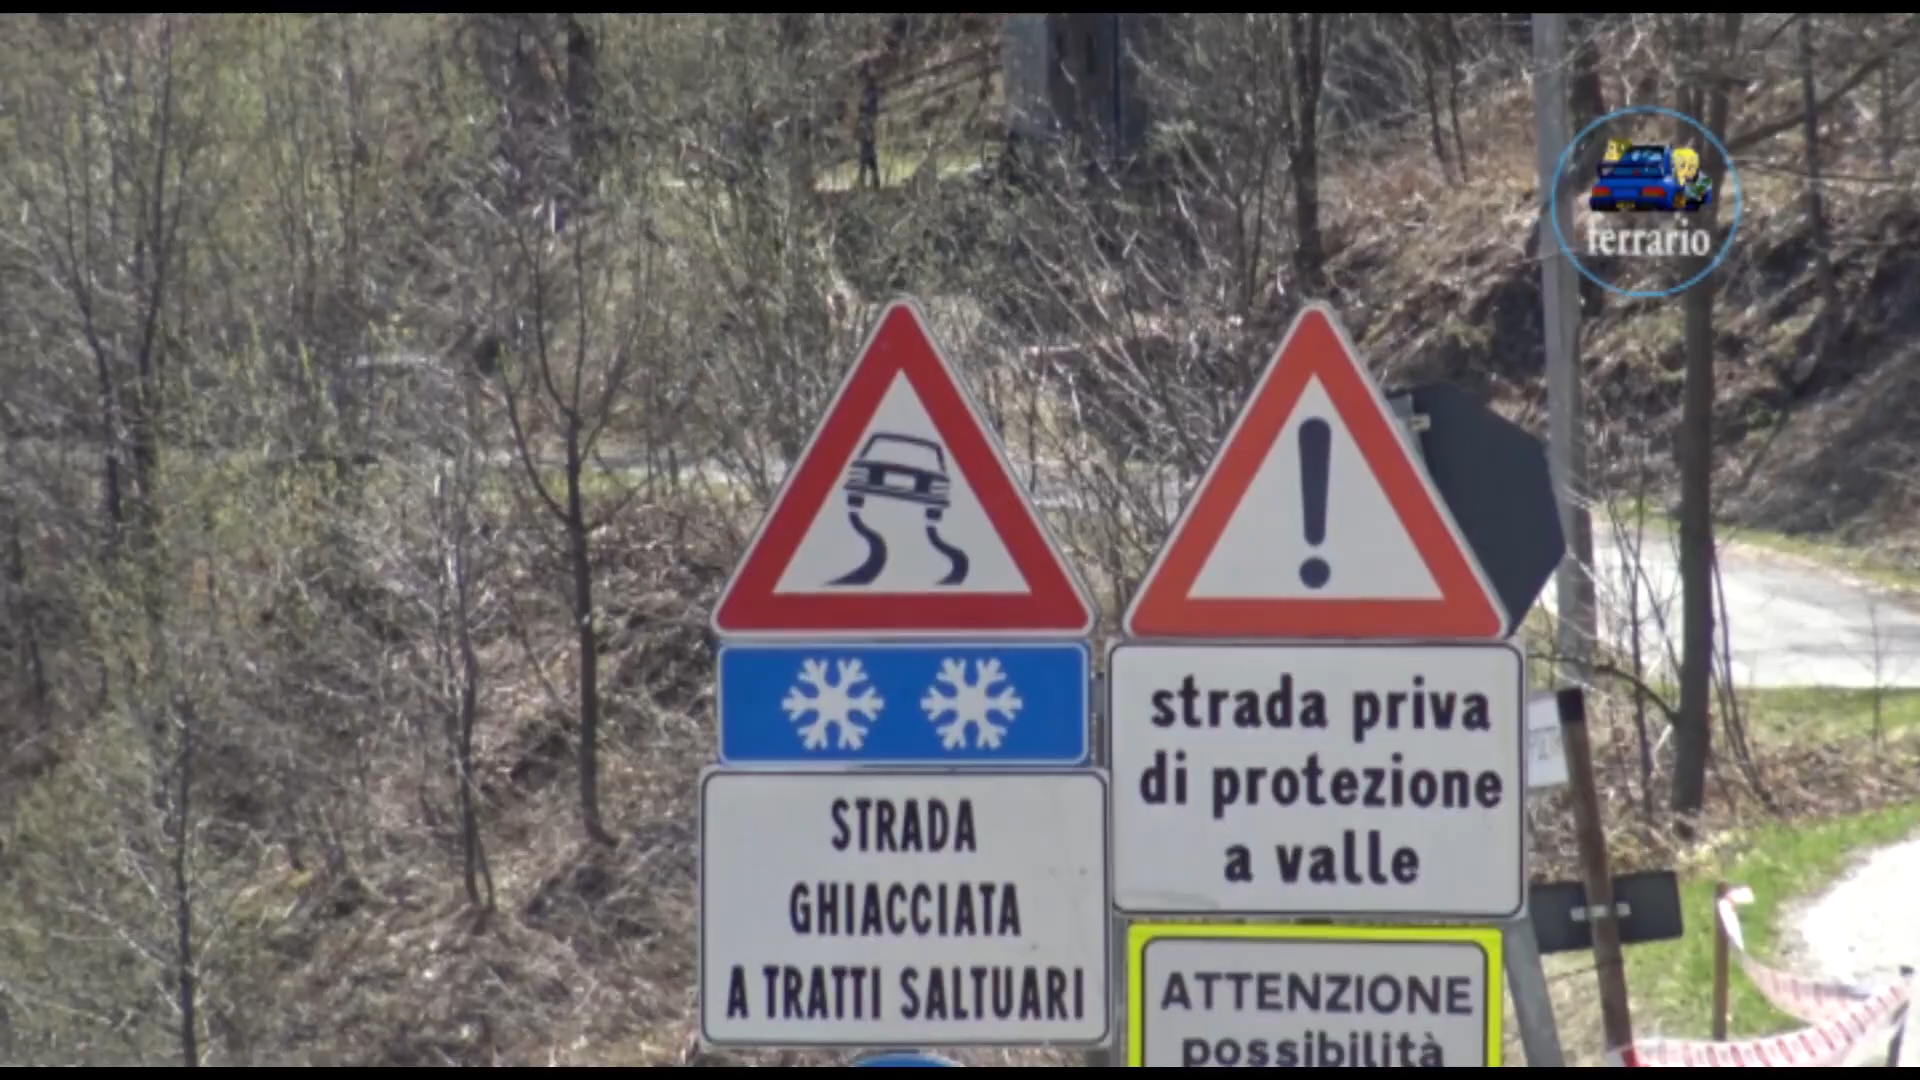 ferrario
STRADA
GHIACCIATA
A TRATTI SALTUARI
strada priva
di protezione
a valle
ATTENZIONE
possibilità